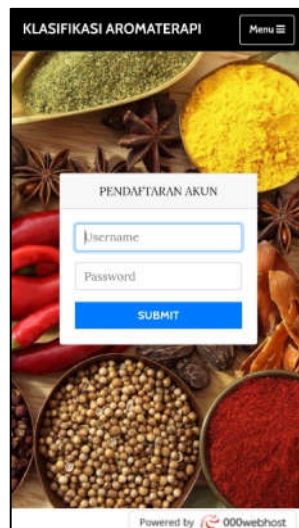 KLASIFIKASI AROMATERAPI
Menu
PENDAFTARAN AKUN
Username
Password
SUBMIT
Powered by 000webhost